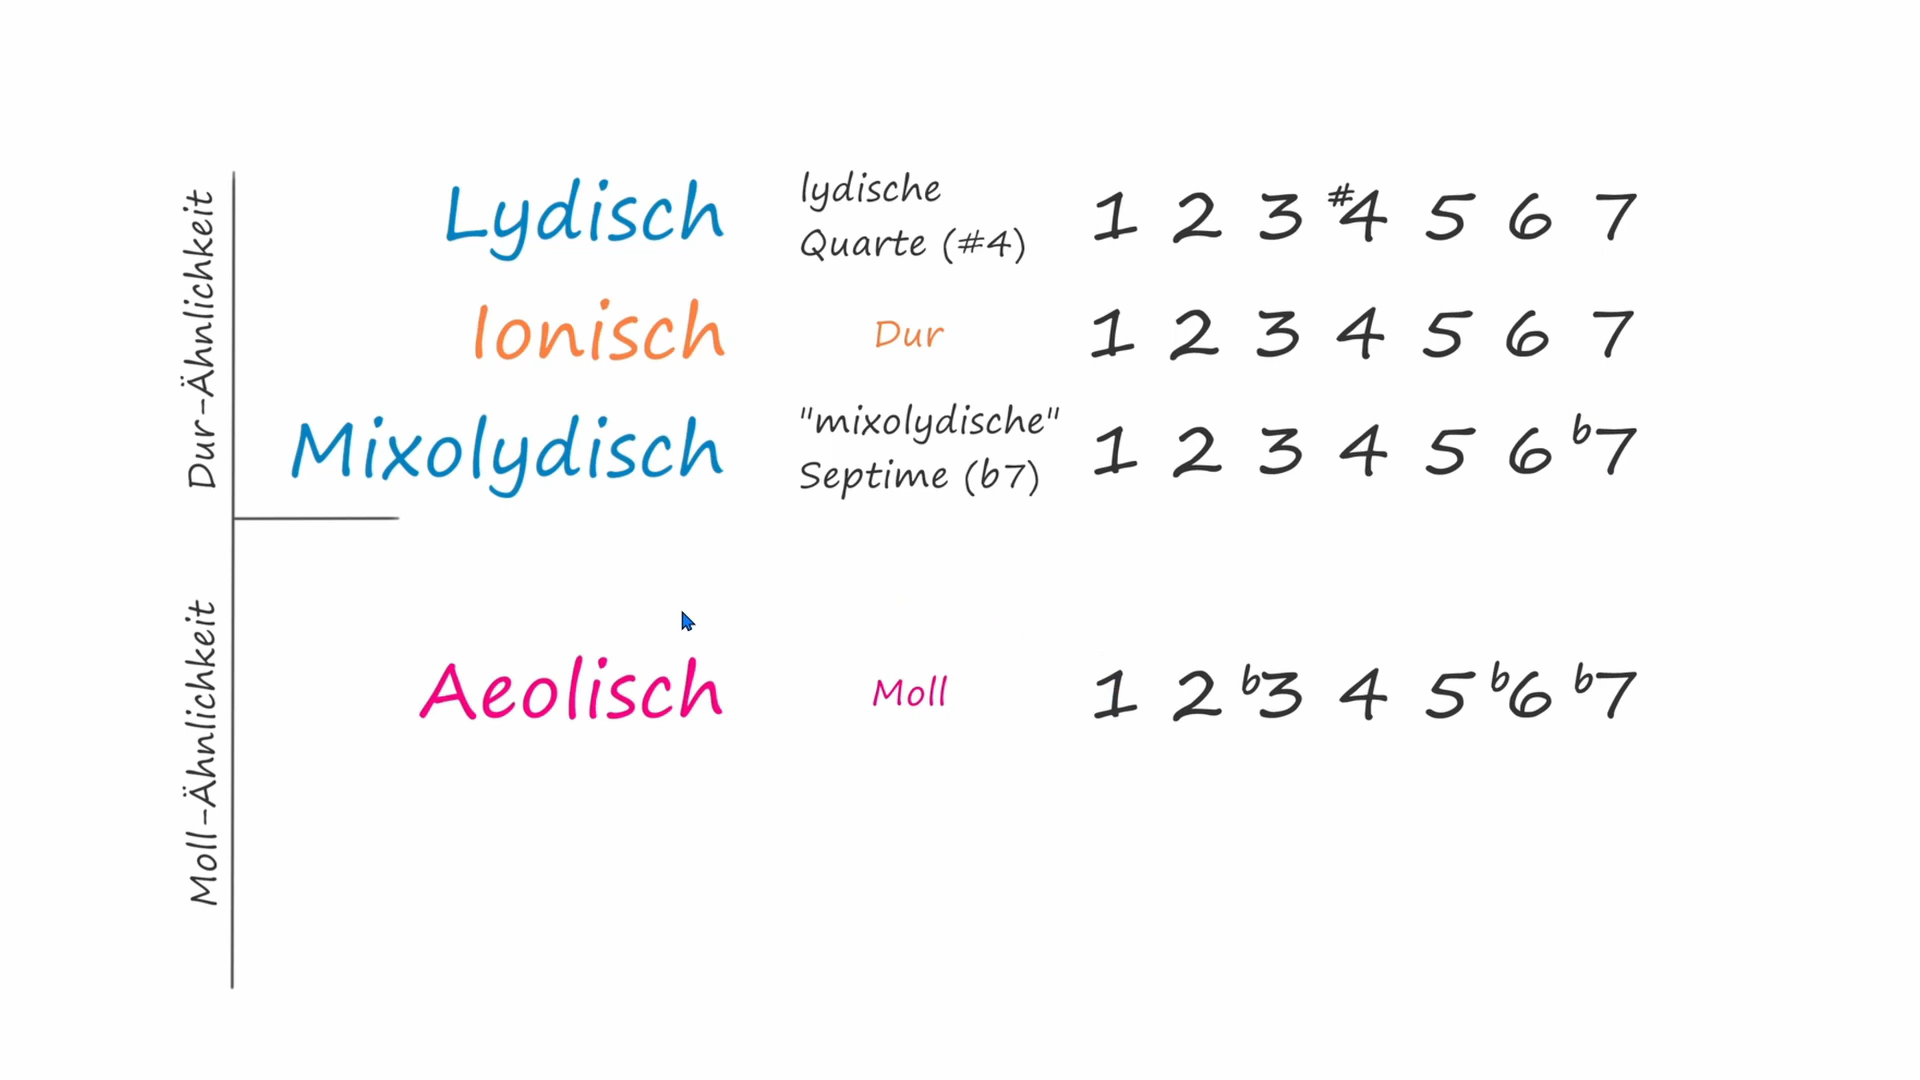 Dur-Ähnlichkeit
Lydisch
lydische
Quarte (#4)
1 2 3 #4 5 6 7
Ionisch
Dur
1 2 3 4 5 6 7
Mixolydisch
"mixolydische"
Septime (b7)
1 2 3 4 5 6 b7
Moll-Ähnlichkeit
Aeolisch
Moll
1 2 b3 4 5 b6 b7